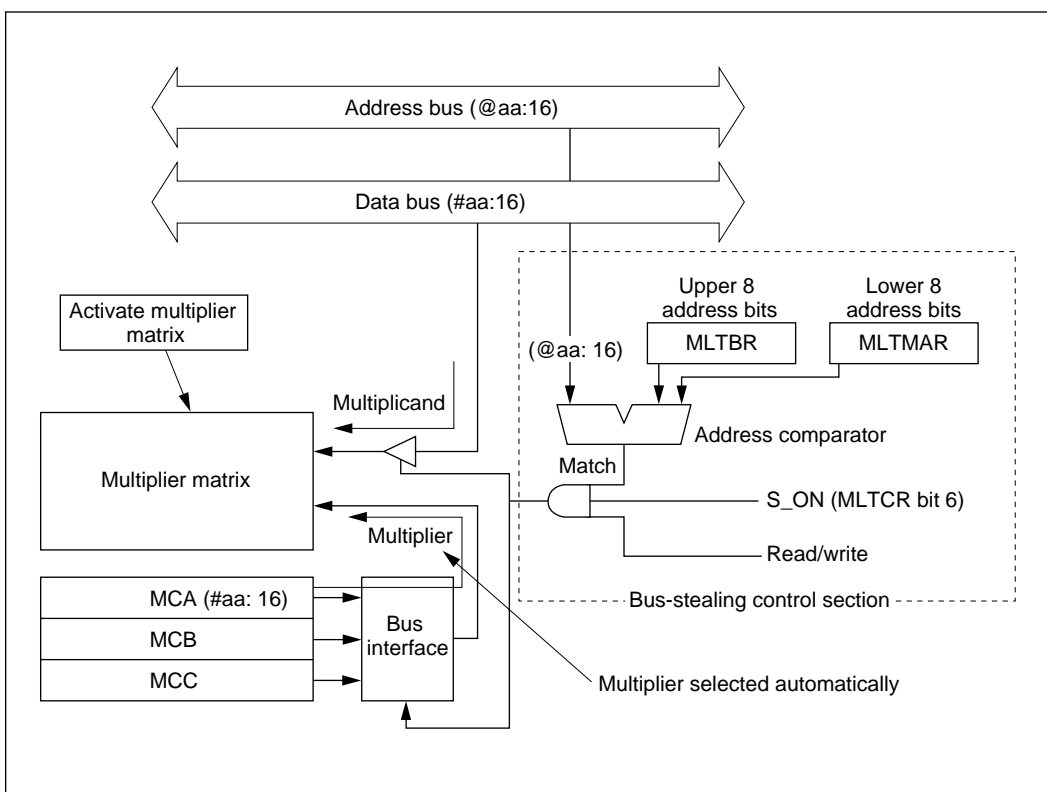 Address bus (@aa:16)
Data bus (#aa:16)
Upper 8
address bits
Lower 8
address bits
Activate multiplier
matrix
(@aa: 16)
MLTBR
MLTMAR
Multiplicand
Address comparator
Match
Multiplier matrix
S_ON (MLTCR bit 6)
Multiplier
Read/write
MCA (#aa: 16)
Bus-stealing control section
Bus
interface
MCB
MCC
Multiplier selected automatically